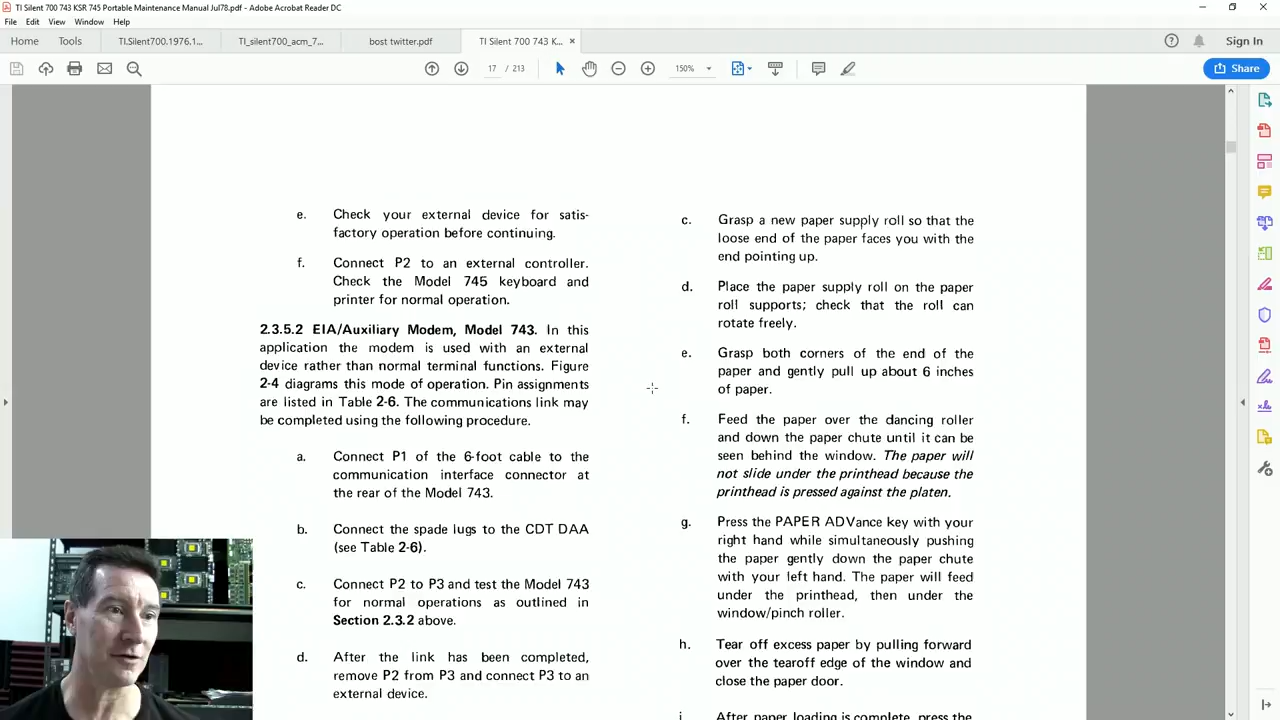 TI Silent 700 743 KSR 745 Portable Maintenance Manual Jul78.pdf - Adobe Acrobat Reader DC
File Edit View Window Help
Home Tools TI.Silent700.1976.1... TI_silent700_acm_7... bost twitter.pdf TI Silent 700 743 K... × Sign In
17 / 213 150% Share
e. Check your external device for satis-
factory operation before continuing.
f. Connect P2 to an external controller.
Check the Model 745 keyboard and
printer for normal operation.
2.3.5.2 EIA/Auxiliary Modem, Model 743. In this
application the modem is used with an external
device rather than normal terminal functions. Figure
2-4 diagrams this mode of operation. Pin assignments
are listed in Table 2-6. The communications link may
be completed using the following procedure.
a. Connect P1 of the 6-foot cable to the
communication interface connector at
the rear of the Model 743.
b. Connect the spade lugs to the CDT DAA
(see Table 2-6).
c. Connect P2 to P3 and test the Model 743
for normal operations as outlined in
Section 2.3.2 above.
d. After the link has been completed,
remove P2 from P3 and connect P3 to an
external device.
c. Grasp a new paper supply roll so that the
loose end of the paper faces you with the
end pointing up.
d. Place the paper supply roll on the paper
roll supports; check that the roll can
rotate freely.
e. Grasp both corners of the end of the
paper and gently pull up about 6 inches
of paper.
f. Feed the paper over the dancing roller
and down the paper chute until it can be
seen behind the window. The paper will
not slide under the printhead because the
printhead is pressed against the platen.
g. Press the PAPER ADVance key with your
right hand while simultaneously pushing
the paper gently down the paper chute
with your left hand. The paper will feed
under the printhead, then under the
window/pinch roller.
h. Tear off excess paper by pulling forward
over the tearoff edge of the window and
close the paper door.
i. After paper loading is complete, press the